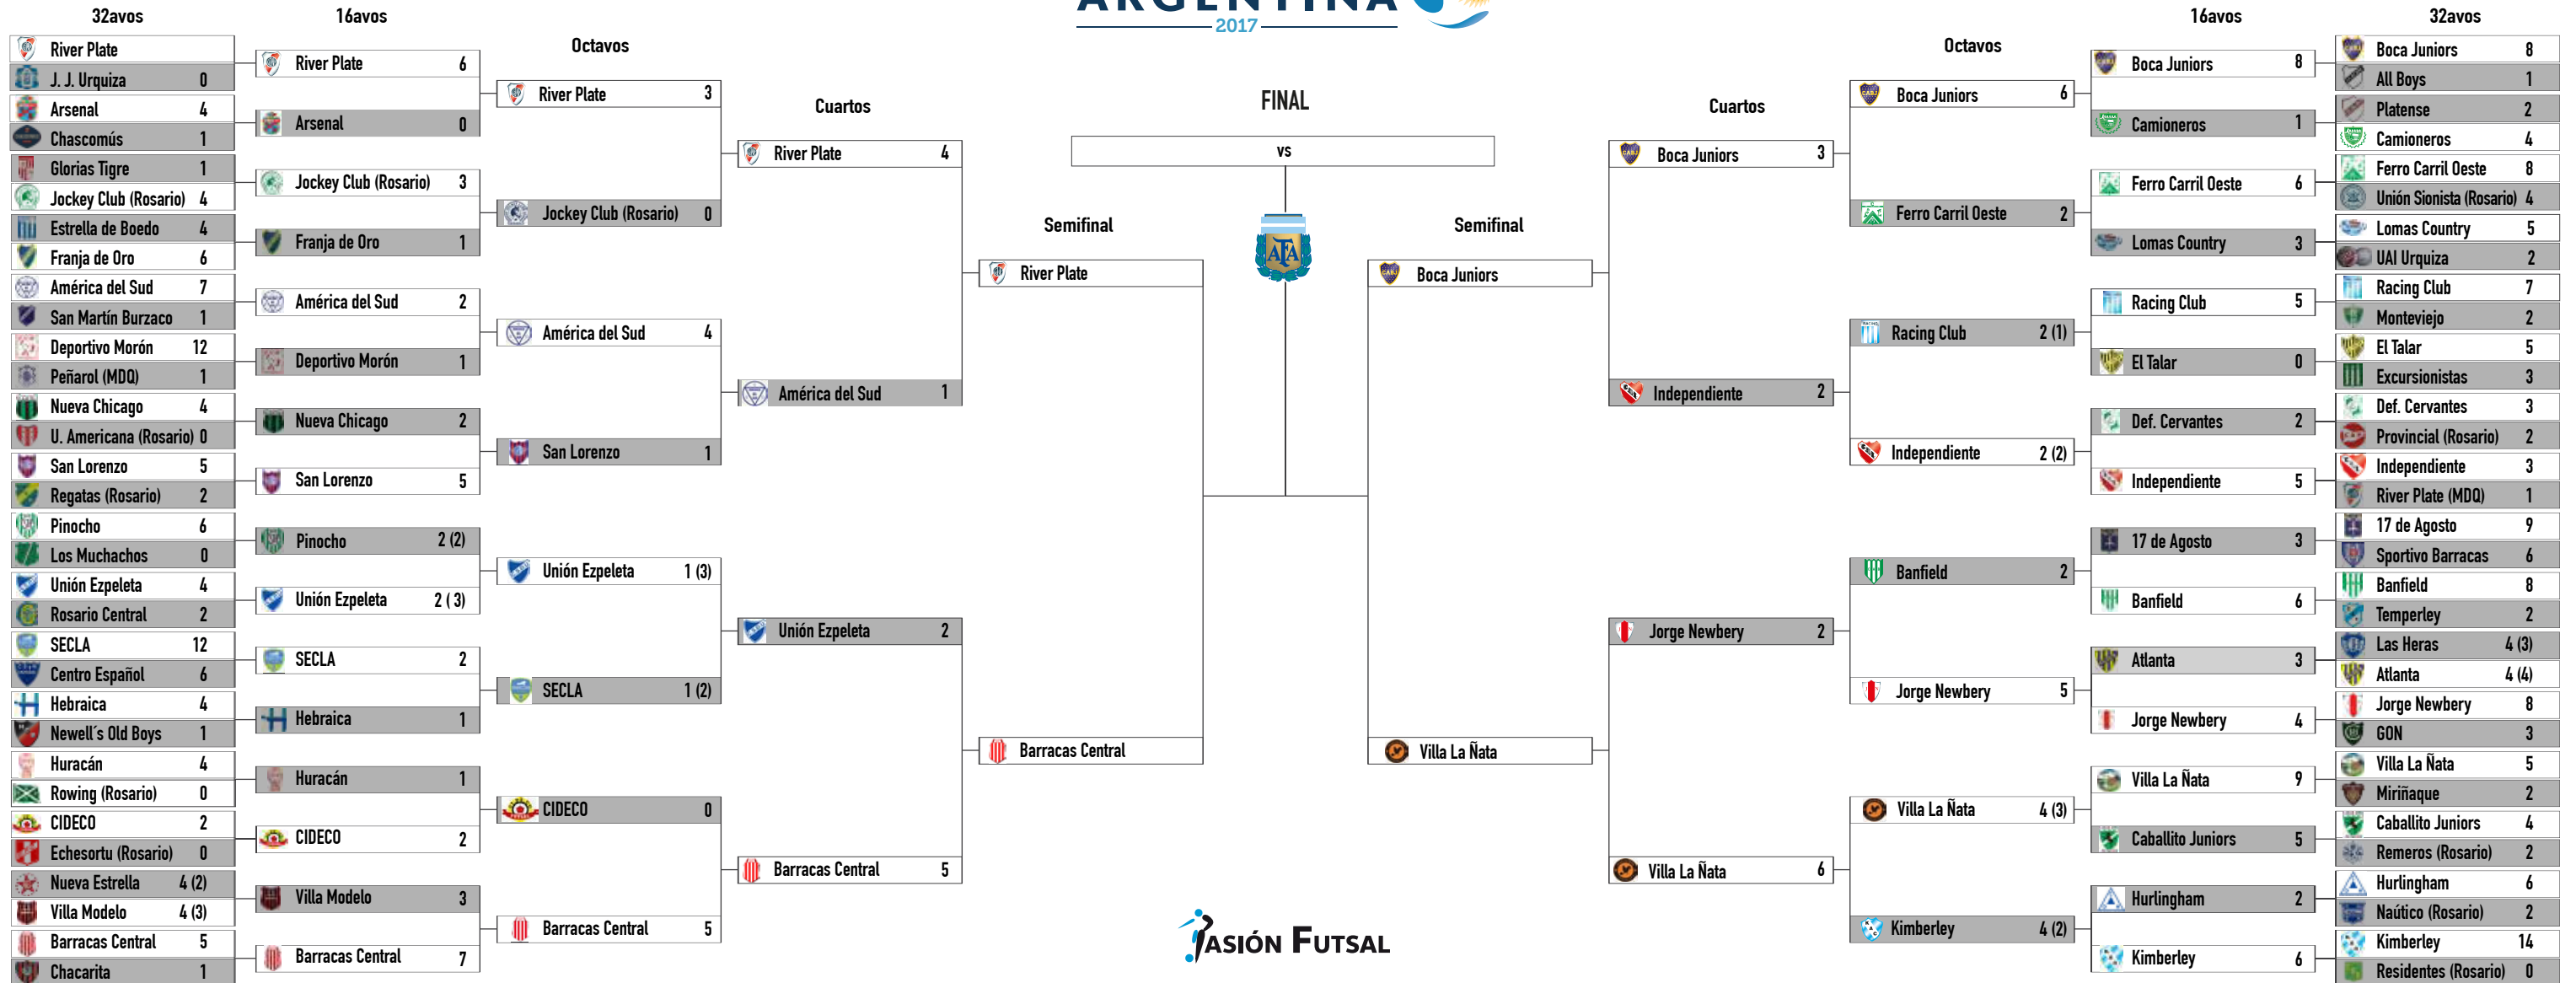 ARGENTINA
2017
32avos
River Plate
J. J. Urquiza 0
Arsenal 4
Chascomús 1
Glorias Tigre 1
Jockey Club (Rosario) 4
Estrella de Boedo 4
Franja de Oro 6
América del Sud 7
San Martín Burzaco 1
Deportivo Morón 12
Peñarol (MDQ) 1
Nueva Chicago 4
U. Americana (Rosario) 0
San Lorenzo 5
Regatas (Rosario) 2
Pinocho 6
Los Muchachos 0
Unión Ezpeleta 4
Rosario Central 2
SECLA 12
Centro Español 6
Hebraica 4
Newell´s Old Boys 1
Huracán 4
Rowing (Rosario) 0
CIDECO 2
Echesortu (Rosario) 0
Nueva Estrella 4 (2)
Villa Modelo 4 (3)
Barracas Central 5
Chacarita 1
16avos
River Plate 6
Arsenal 0
Jockey Club (Rosario) 3
Franja de Oro 1
América del Sud 2
Deportivo Morón 1
Nueva Chicago 2
San Lorenzo 5
Pinocho 2 (2)
Unión Ezpeleta 2 ( 3)
SECLA 2
Hebraica 1
Huracán 1
CIDECO 2
Villa Modelo 3
Barracas Central 7
Octavos
River Plate 3
Jockey Club (Rosario) 0
América del Sud 4
San Lorenzo 1
Unión Ezpeleta 1 (3)
SECLA 1 (2)
CIDECO 0
Barracas Central 5
Cuartos
River Plate 4
América del Sud 1
Unión Ezpeleta 2
Barracas Central 5
Semifinal
River Plate
Barracas Central
FINAL
vs
AFA
PASIÓN FUTSAL
Semifinal
Boca Juniors
Villa La Ñata
Cuartos
Boca Juniors 3
Independiente 2
Jorge Newbery 2
Villa La Ñata 6
Octavos
Boca Juniors 6
Ferro Carril Oeste 2
Racing Club 2 (1)
Independiente 2 (2)
Banfield 2
Jorge Newbery 5
Villa La Ñata 4 (3)
Kimberley 4 (2)
16avos
Boca Juniors 8
Camioneros 1
Ferro Carril Oeste 6
Lomas Country 3
Racing Club 5
El Talar 0
Def. Cervantes 2
Independiente 5
17 de Agosto 3
Banfield 6
Atlanta 3
Jorge Newbery 4
Villa La Ñata 9
Caballito Juniors 5
Hurlingham 2
Kimberley 6
32avos
Boca Juniors 8
All Boys 1
Platense 2
Camioneros 4
Ferro Carril Oeste 8
Unión Sionista (Rosario) 4
Lomas Country 5
UAI Urquiza 2
Racing Club 7
Monteviejo 2
El Talar 5
Excursionistas 3
Def. Cervantes 3
Provincial (Rosario) 2
Independiente 3
River Plate (MDQ) 1
17 de Agosto 9
Sportivo Barracas 6
Banfield 8
Temperley 2
Las Heras 4 (3)
Atlanta 4 (4)
Jorge Newbery 8
GON 3
Villa La Ñata 5
Miriñaque 2
Caballito Juniors 4
Remeros (Rosario) 2
Hurlingham 6
Naútico (Rosario) 2
Kimberley 14
Residentes (Rosario) 0